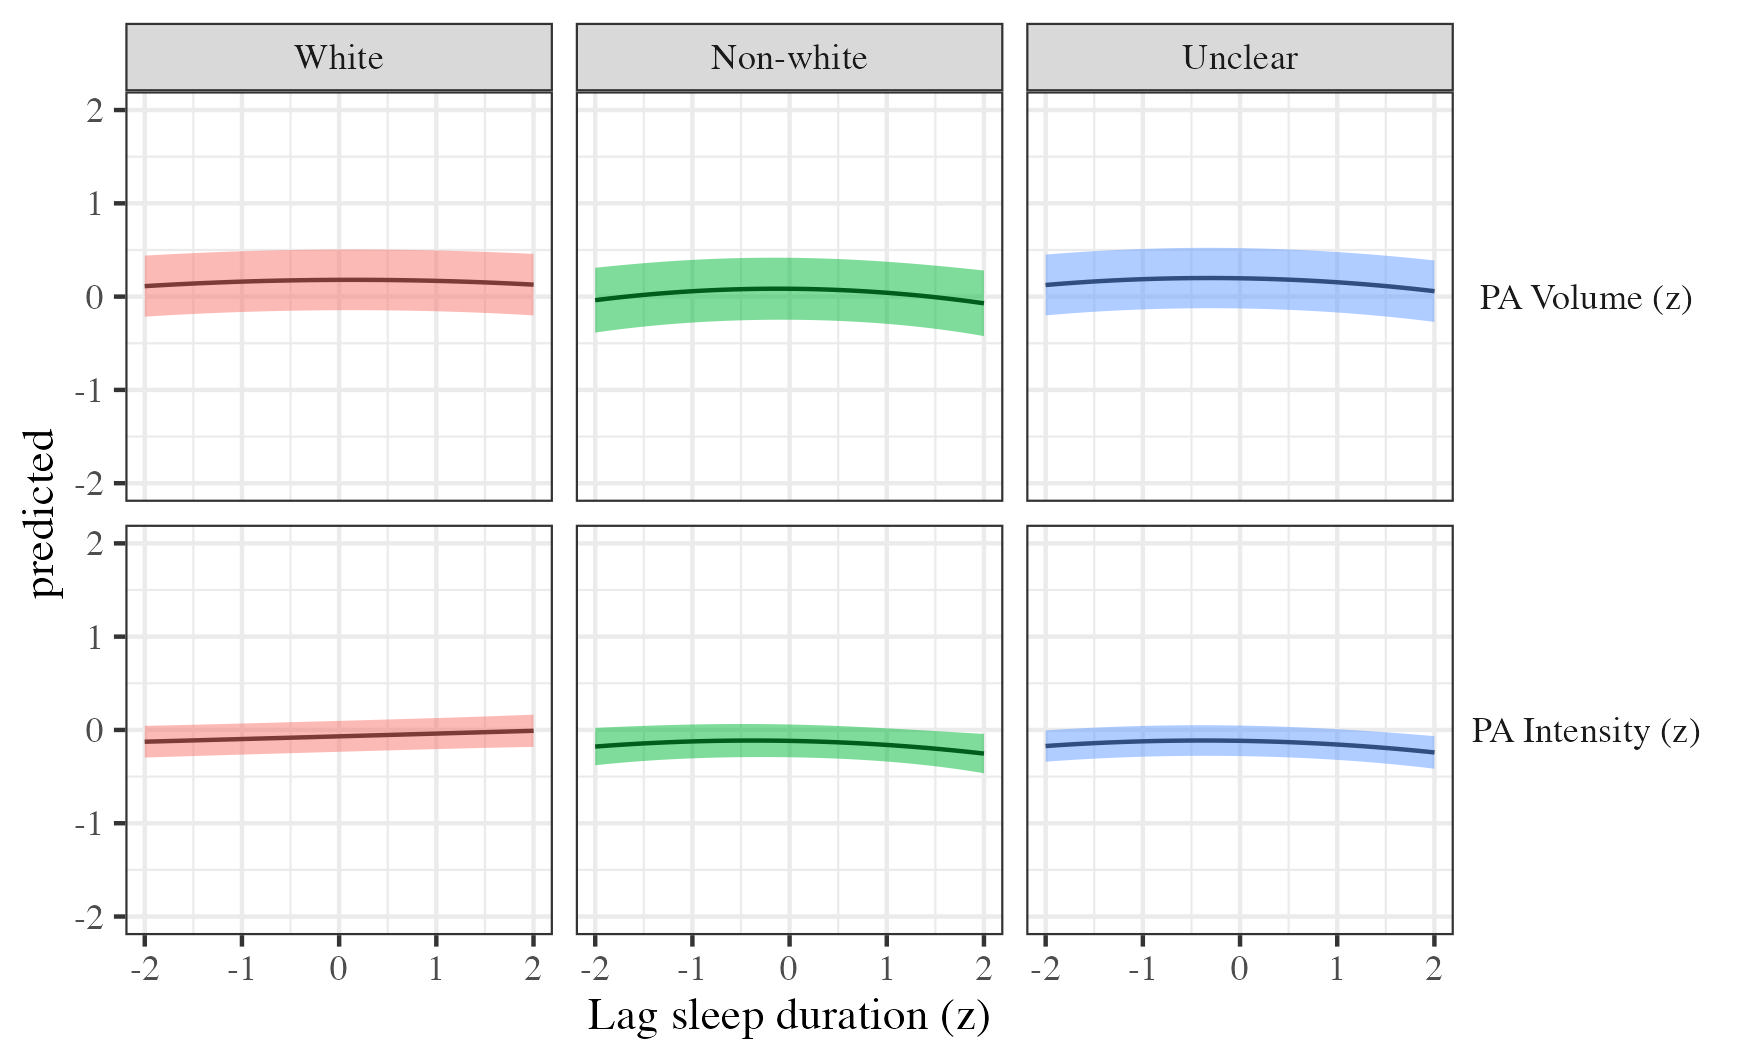 White Non-white Unclear
2
1
0
-1
-2
PA Volume (z)
predicted
2
1
0
-1
-2
PA Intensity (z)
-2 -1 0 1 2 -2 -1 0 1 2 -2 -1 0 1 2
Lag sleep duration (z)